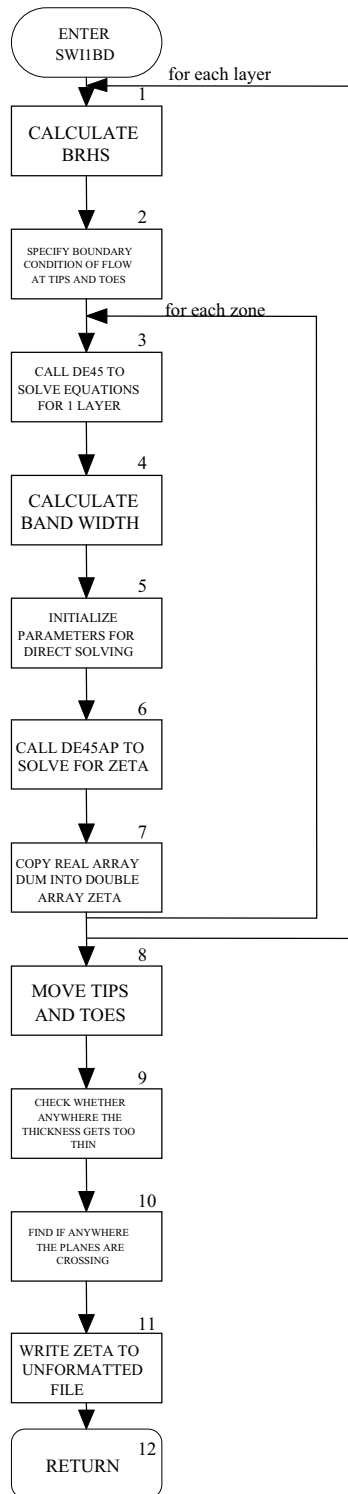 ENTER
SWI1BD
for each layer
1
CALCULATE
BRHS
2
SPECIFY BOUNDARY
CONDITION OF FLOW
AT TIPS AND TOES
for each zone
3
CALL DE45 TO
SOLVE EQUATIONS
FOR 1 LAYER
4
CALCULATE
BAND WIDTH
5
INITIALIZE
PARAMETERS FOR
DIRECT SOLVING
6
CALL DE45AP TO
SOLVE FOR ZETA
7
COPY REAL ARRAY
DUM INTO DOUBLE
ARRAY ZETA
8
MOVE TIPS
AND TOES
9
CHECK WHETHER
ANYWHERE THE
THICKNESS GETS TOO
THIN
10
FIND IF ANYWHERE
THE PLANES ARE
CROSSING
11
WRITE ZETA TO
UNFORMATTED
FILE
12
RETURN